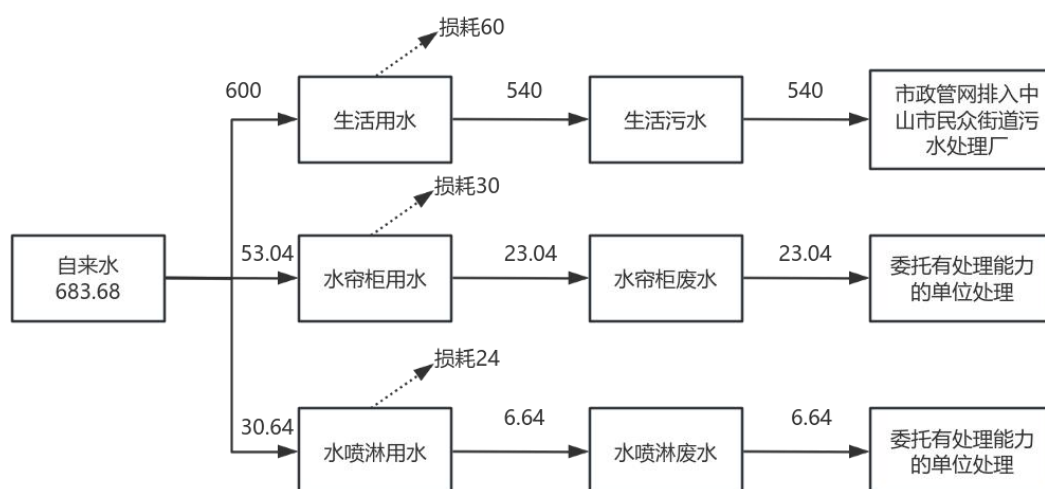 损耗60
600
生活用水
540
生活污水
540
市政管网排入中
山市民众街道污
水处理厂
损耗30
自来水
683.68
53.04
水帘柜用水
23.04
水帘柜废水
23.04
委托有处理能力
的单位处理
损耗24
30.64
水喷淋用水
6.64
水喷淋废水
6.64
委托有处理能力
的单位处理